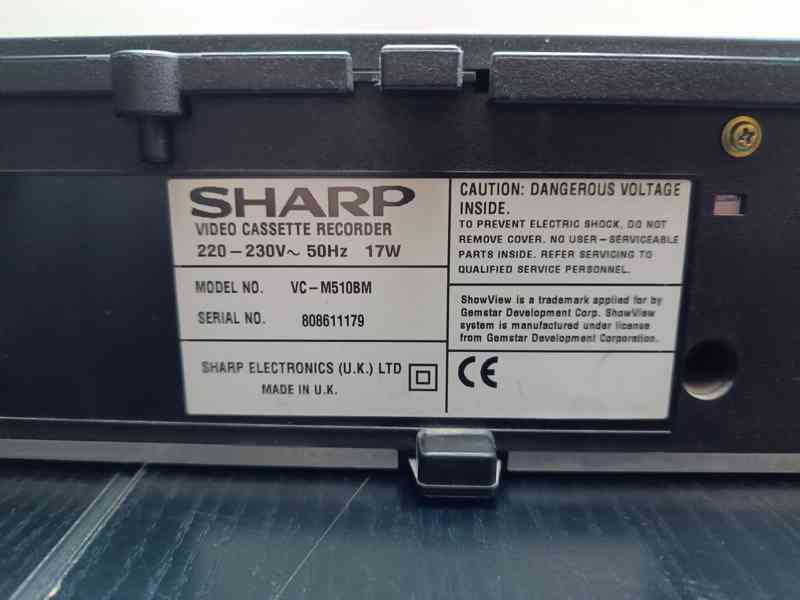 SHARP
VIDEO CASSETTE RECORDER
220–230V~ 50Hz 17W
MODEL NO. VC–M510BM
SERIAL NO. 808611179
SHARP ELECTRONICS (U.K.) LTD
MADE IN U.K.
CAUTION: DANGEROUS VOLTAGE
INSIDE.
TO PREVENT ELECTRIC SHOCK, DO NOT
REMOVE COVER. NO USER–SERVICEABLE
PARTS INSIDE. REFER SERVICING TO
QUALIFIED SERVICE PERSONNEL.
ShowView is a trademark applied for by
Gemstar Development Corp. ShowView
system is manufactured under license
from Gemstar Development Corporation.
CE